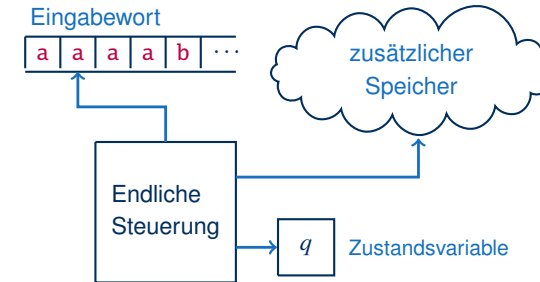 Eingabewort
a a a a b ···
zusätzlicher
Speicher
Endliche
Steuerung
q
Zustandsvariable